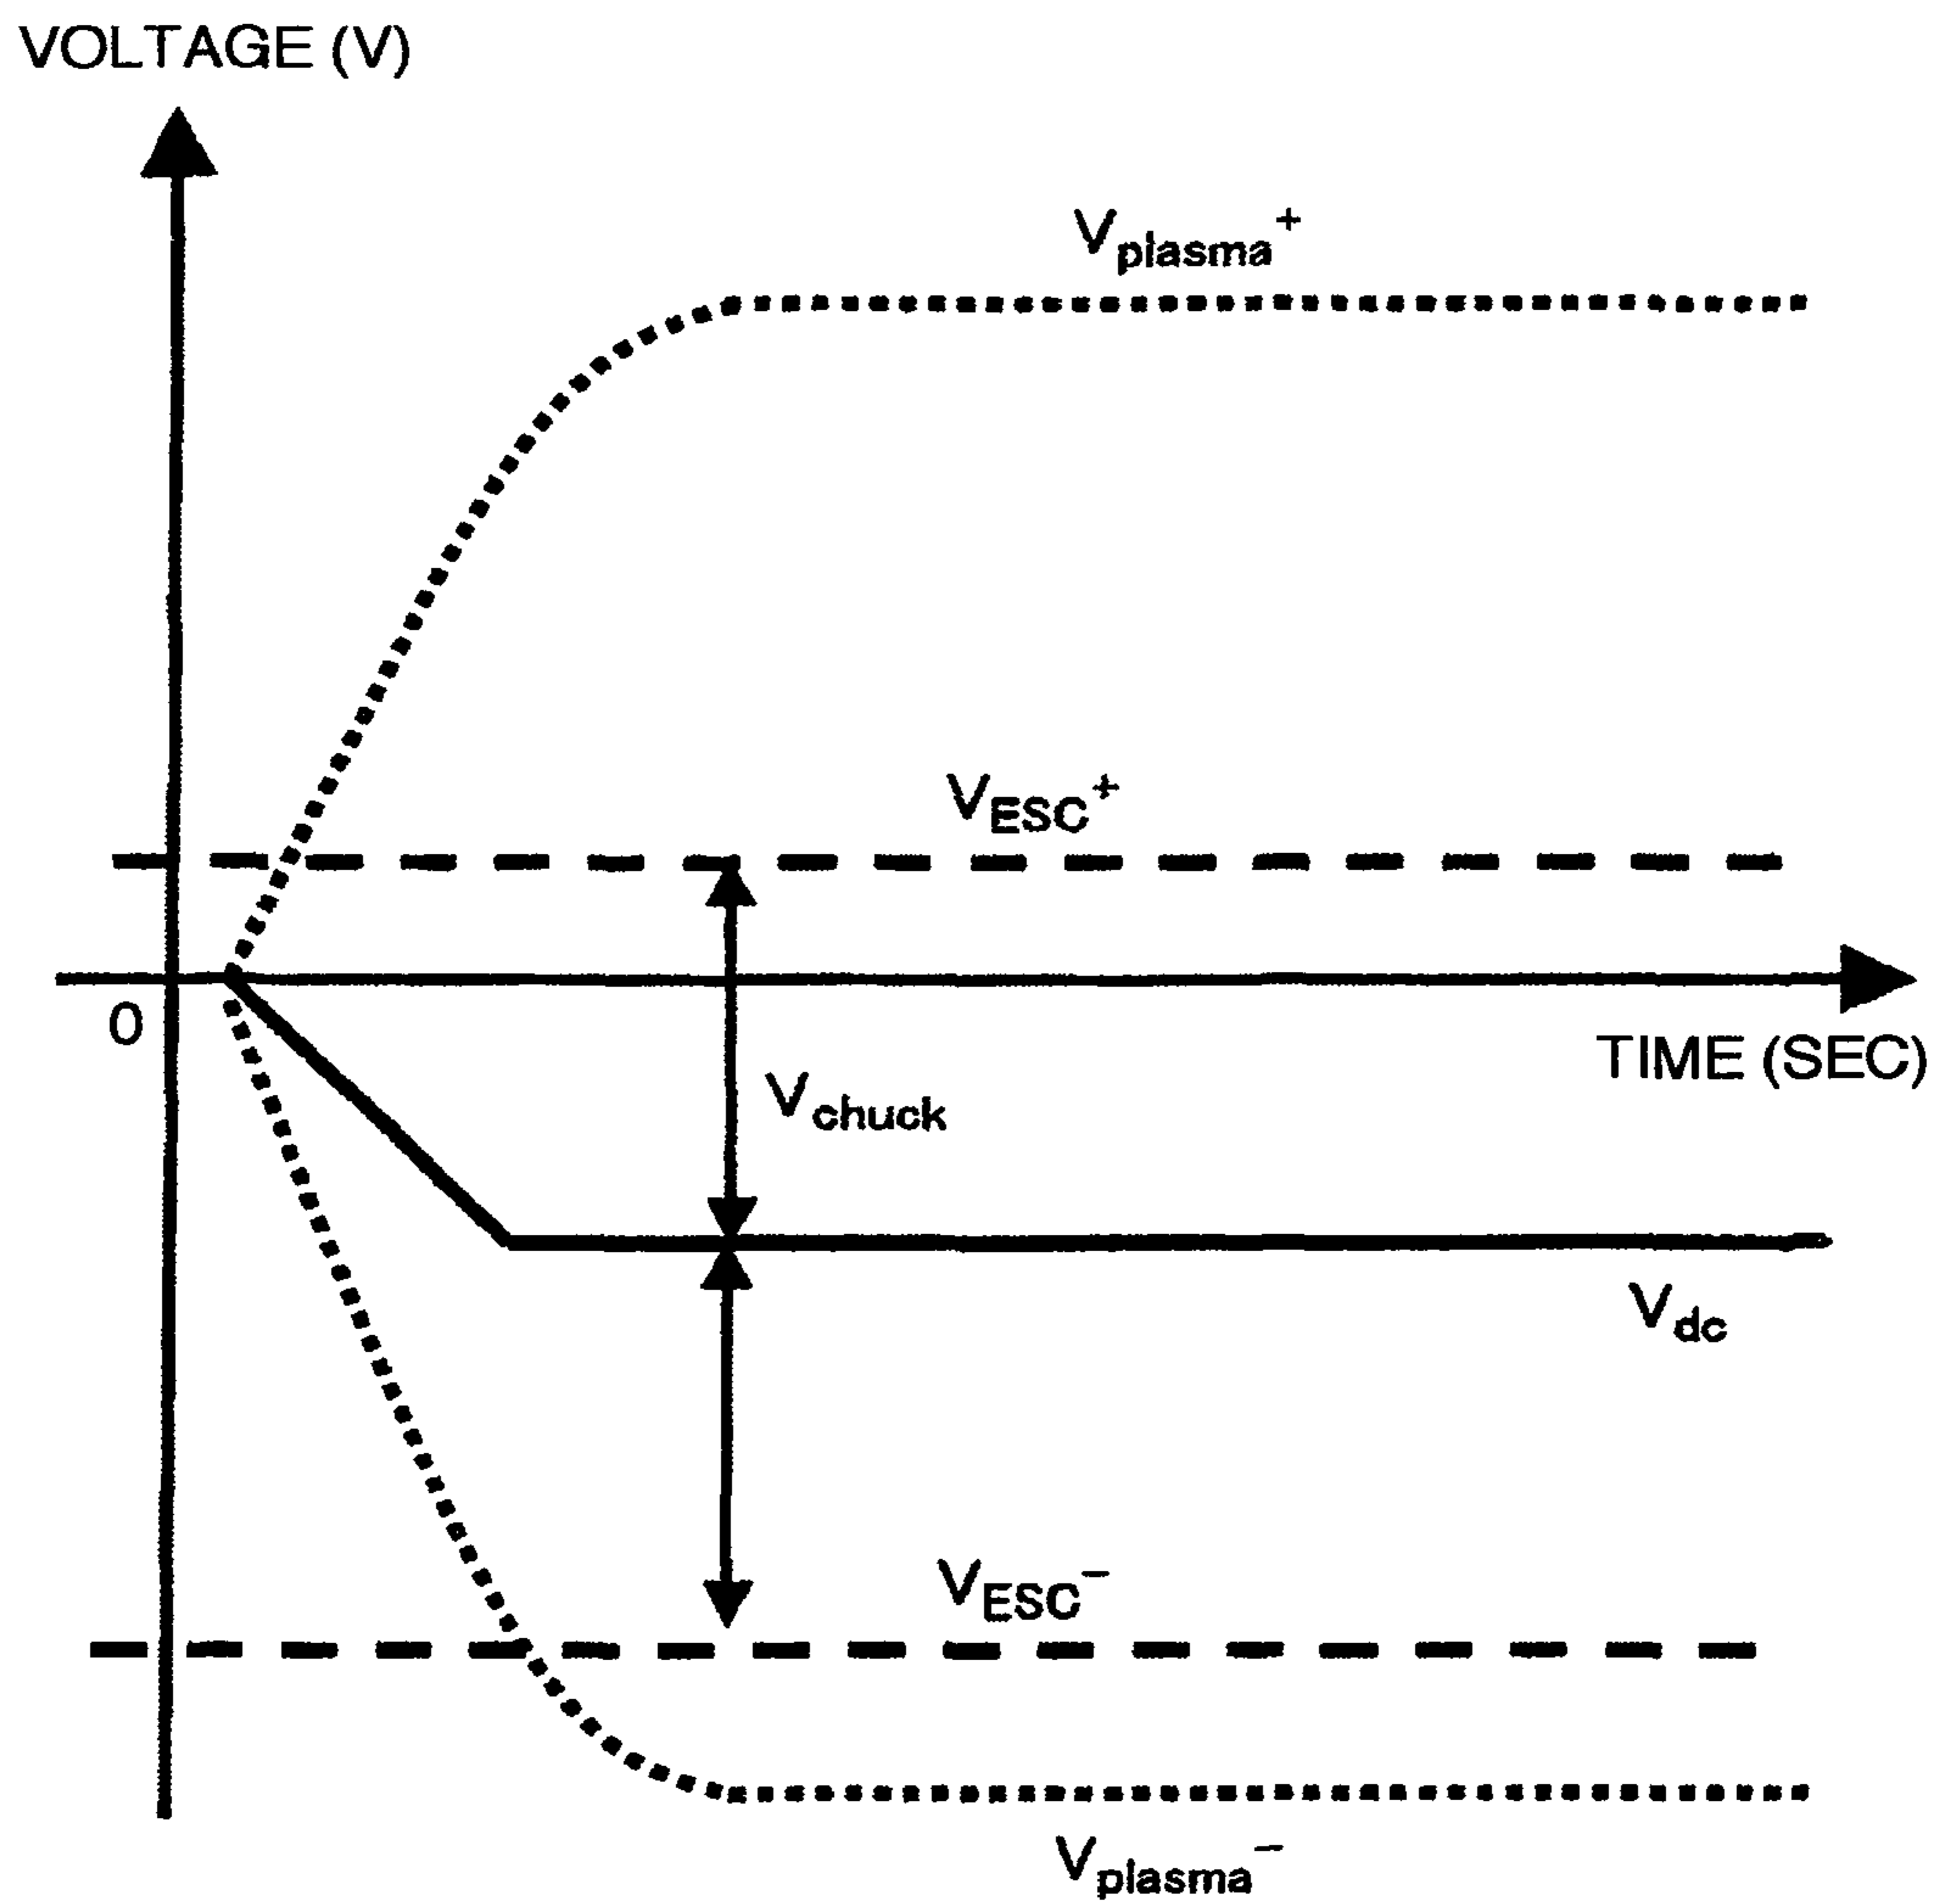 VOLTAGE (V)
Vplasma+
VESC+
0
TIME (SEC)
Vchuck
Vdc
VESC−
Vplasma−